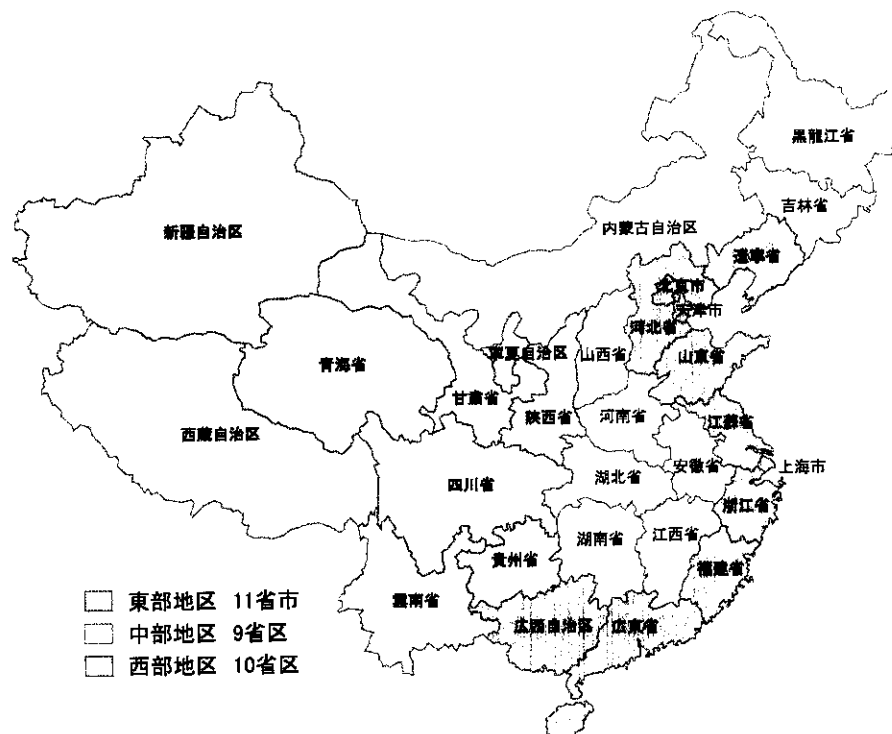 黒龍江省
吉林省
内蒙古自治区
新疆自治区
遼寧省
北京市
天津市
河北省
山東省
寧夏自治区
山西省
青海省
甘粛省
陝西省
河南省
江蘇省
西蔵自治区
安徽省
上海市
四川省
湖北省
浙江省
湖南省
江西省
貴州省
福建省
雲南省
広西自治区
広東省
東部地区 11省市
中部地区 9省区
西部地区 10省区